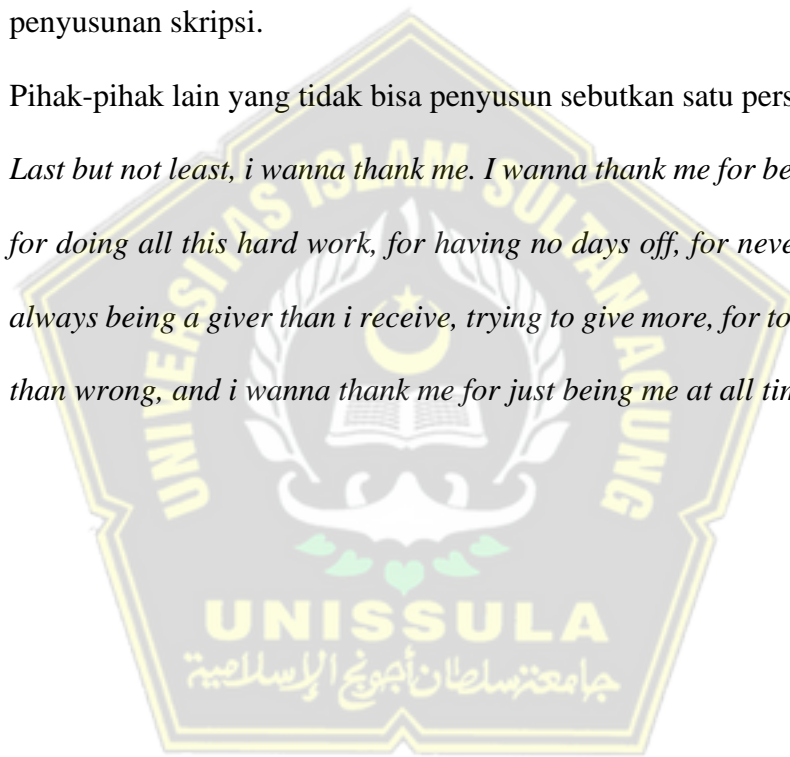 penyusunan skripsi.
Pihak-pihak lain yang tidak bisa penyusun sebutkan satu pers
Last but not least, i wanna thank me. I wanna thank me for be
for doing all this hard work, for having no days off, for neve
always being a giver than i receive, trying to give more, for to
than wrong, and i wanna thank me for just being me at all tin
UNIVERSITAS ISLAM SULTAN AGUNG
UNISSULA
جامعة سلطان أجونج الإسلامية